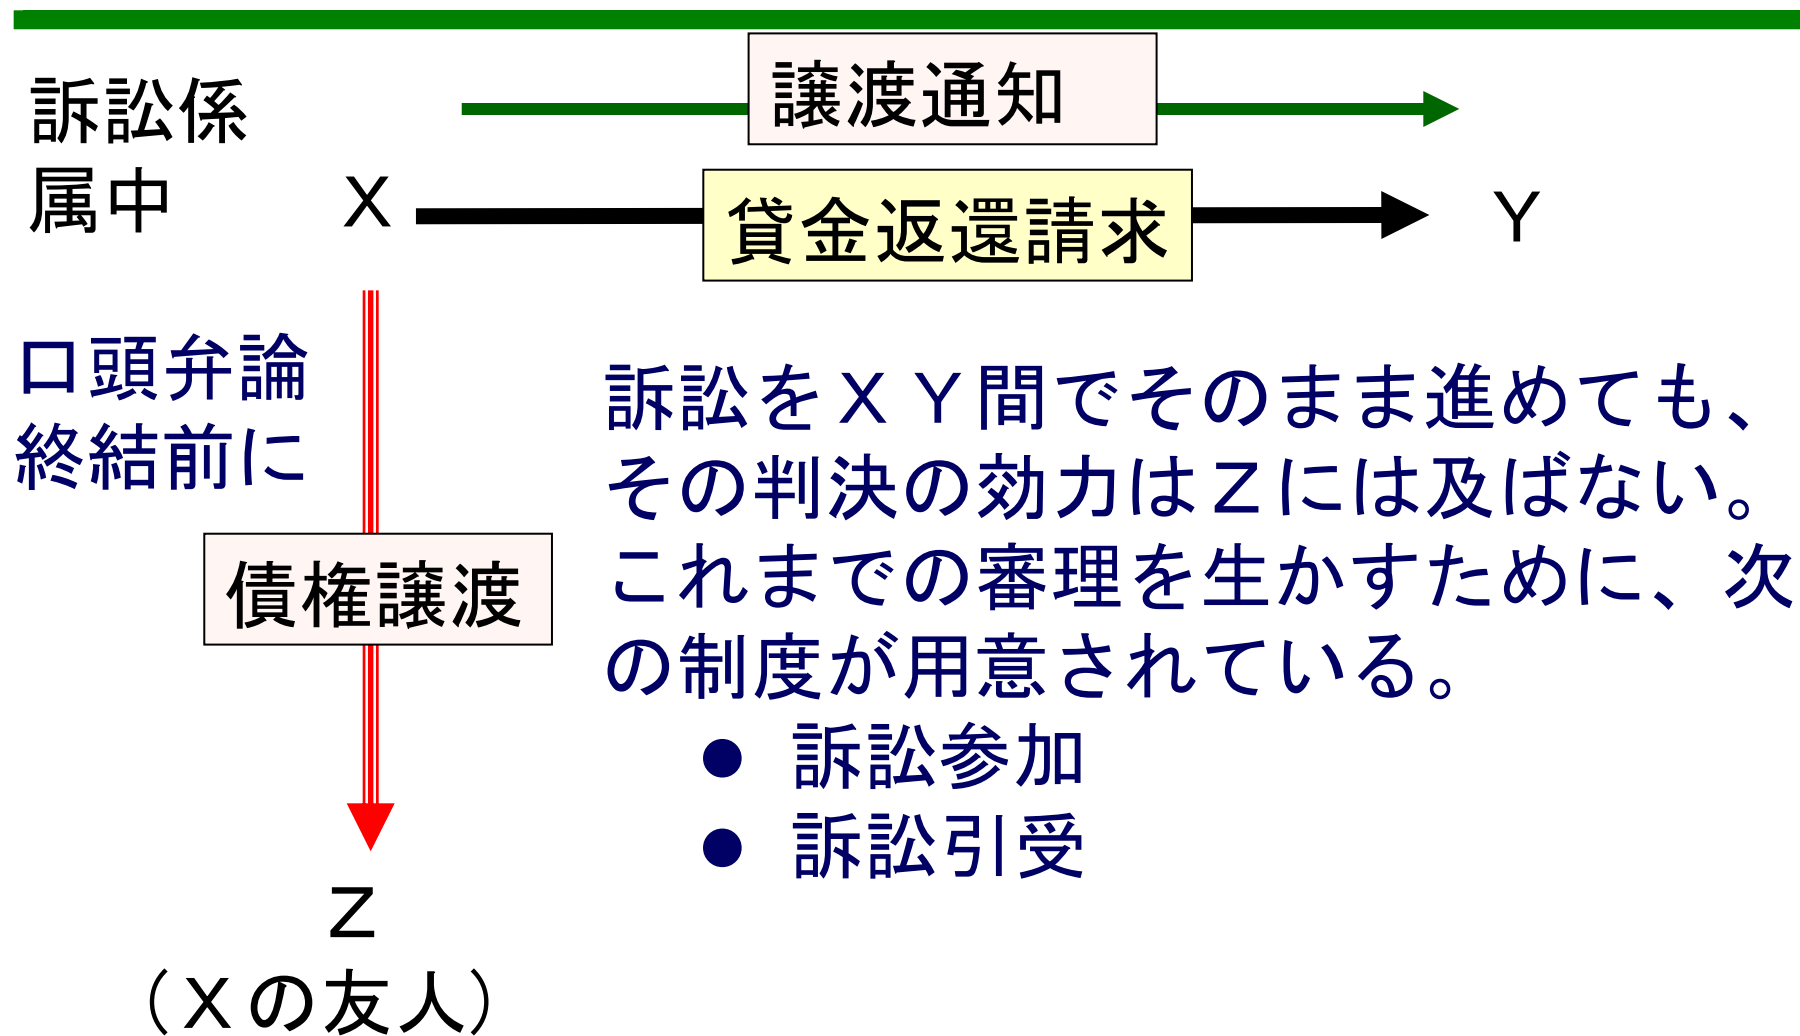 譲渡通知
訴訟係
属中
Ｘ
貸金返還請求
Ｙ
口頭弁論
終結前に
債権譲渡
Ｚ
（Ｘの友人）
訴訟をＸＹ間でそのまま進めても、
その判決の効力はＺには及ばない。
これまでの審理を生かすために、次
の制度が用意されている。
● 訴訟参加
● 訴訟引受